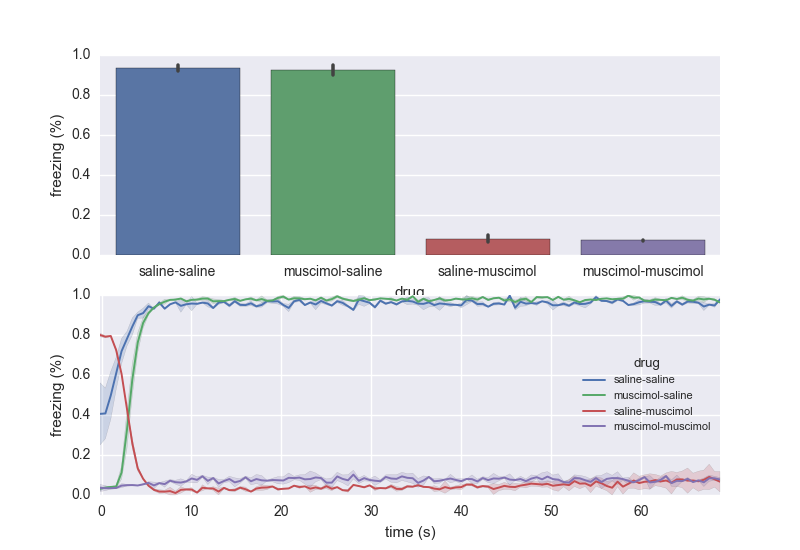 freezing (%)
1.0
0.8
0.6
0.4
0.2
0.0
saline-saline muscimol-saline saline-muscimol muscimol-muscimol
drug
freezing (%)
1.0
0.8
0.6
0.4
0.2
0.0
drug
saline-saline
muscimol-saline
saline-muscimol
muscimol-muscimol
0 10 20 30 40 50 60
time (s)